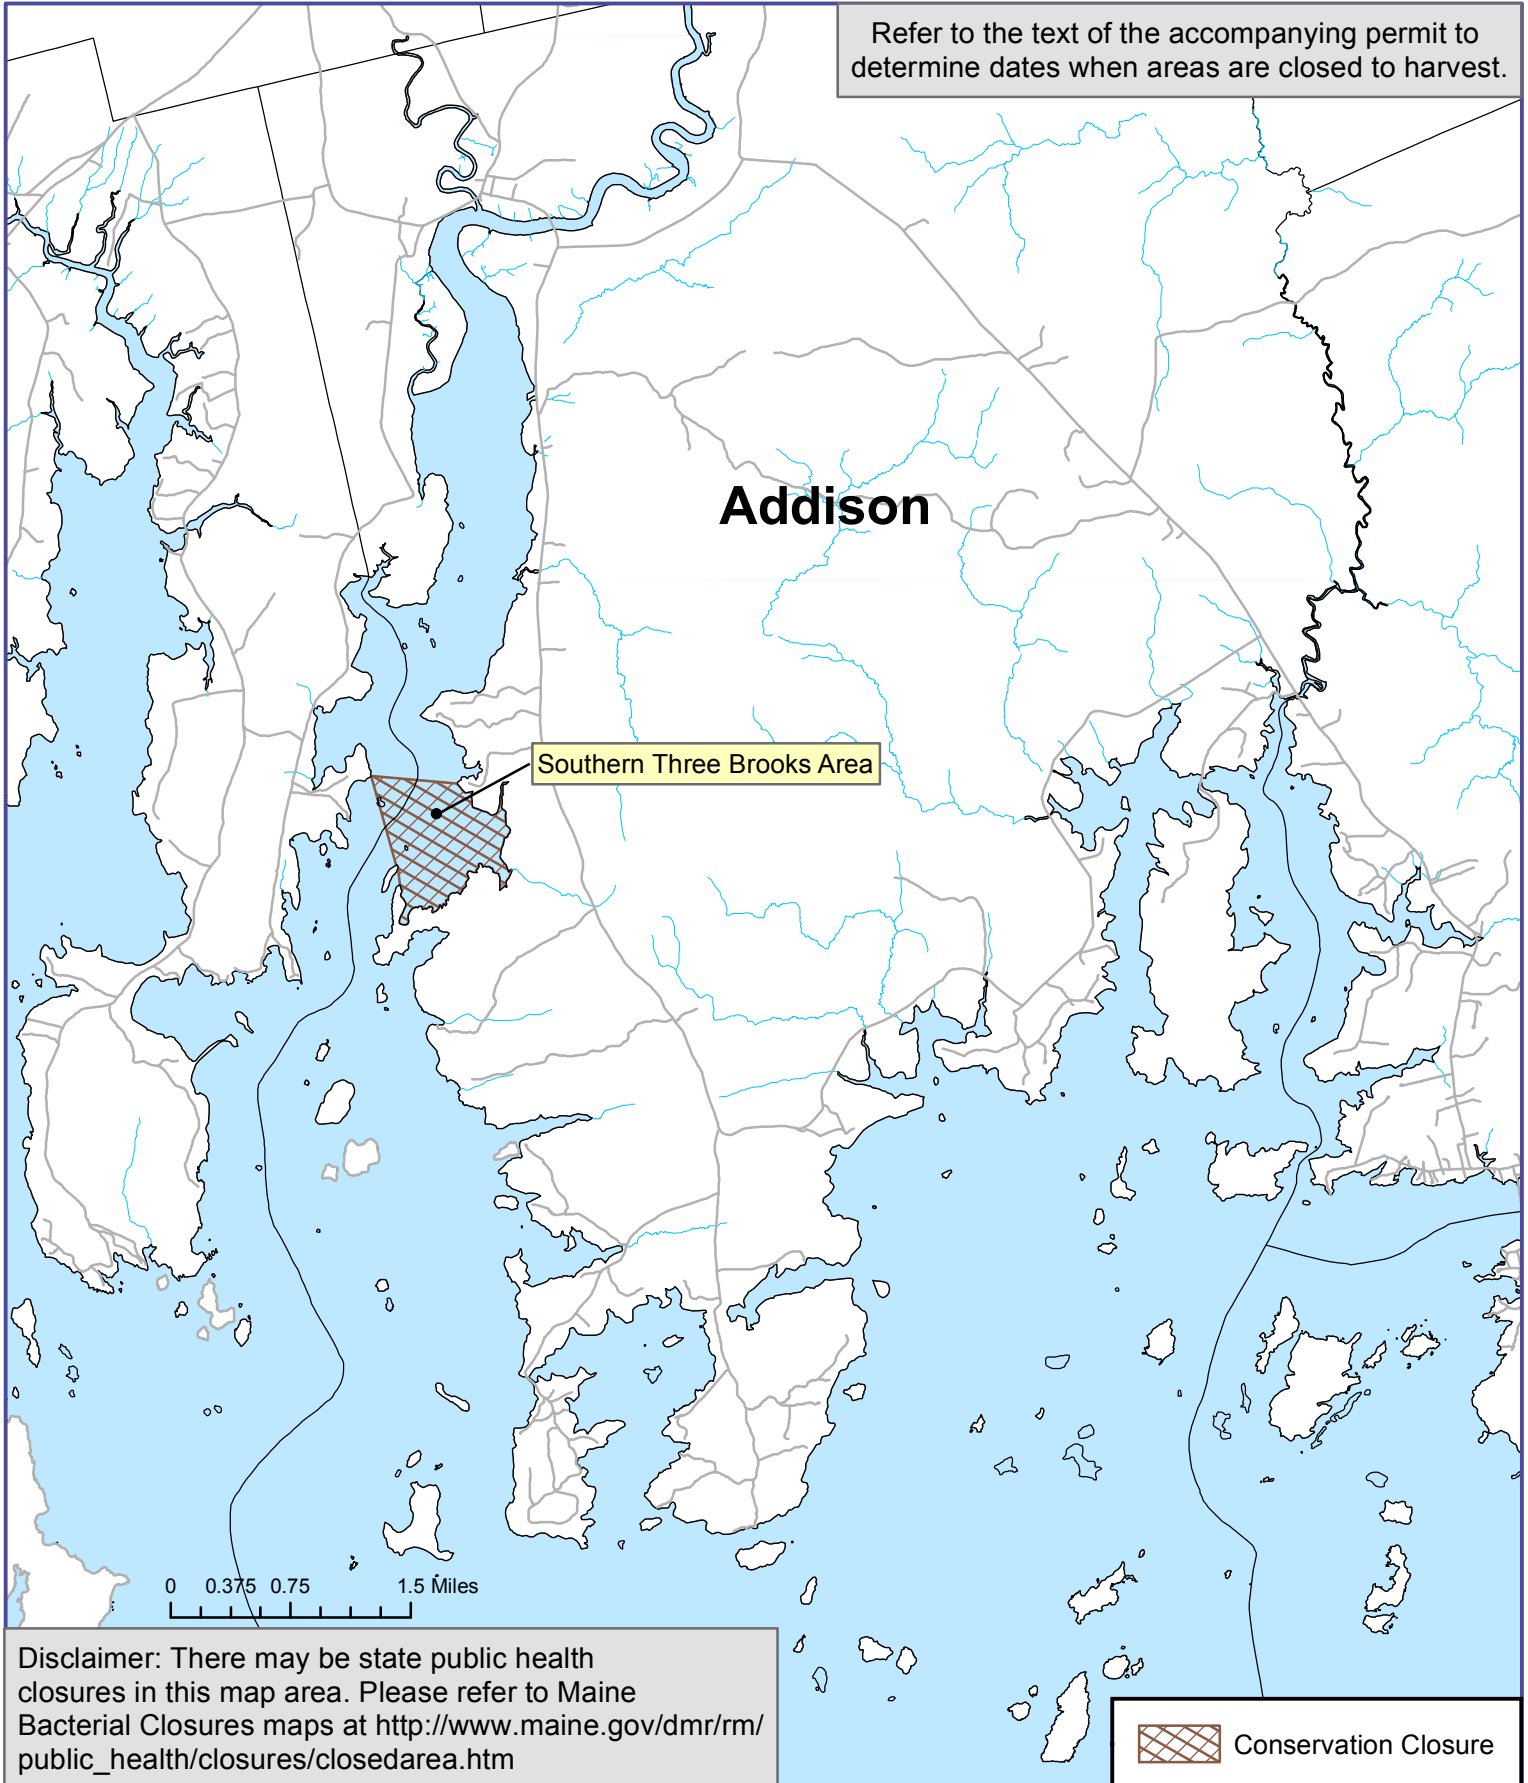 Refer to the text of the accompanying permit to
determine dates when areas are closed to harvest.
Addison
Southern Three Brooks Area
0 0.375 0.75 1.5 Miles
Disclaimer: There may be state public health
closures in this map area. Please refer to Maine
Bacterial Closures maps at http://www.maine.gov/dmr/rm/
public_health/closures/closedarea.htm
Conservation Closure